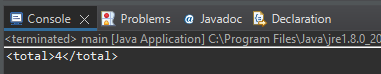 Console Problems Javadoc Declaration
<terminated> main [Java Application] C:\Program Files\Java\jre1.8.0_20
<total>4</total>